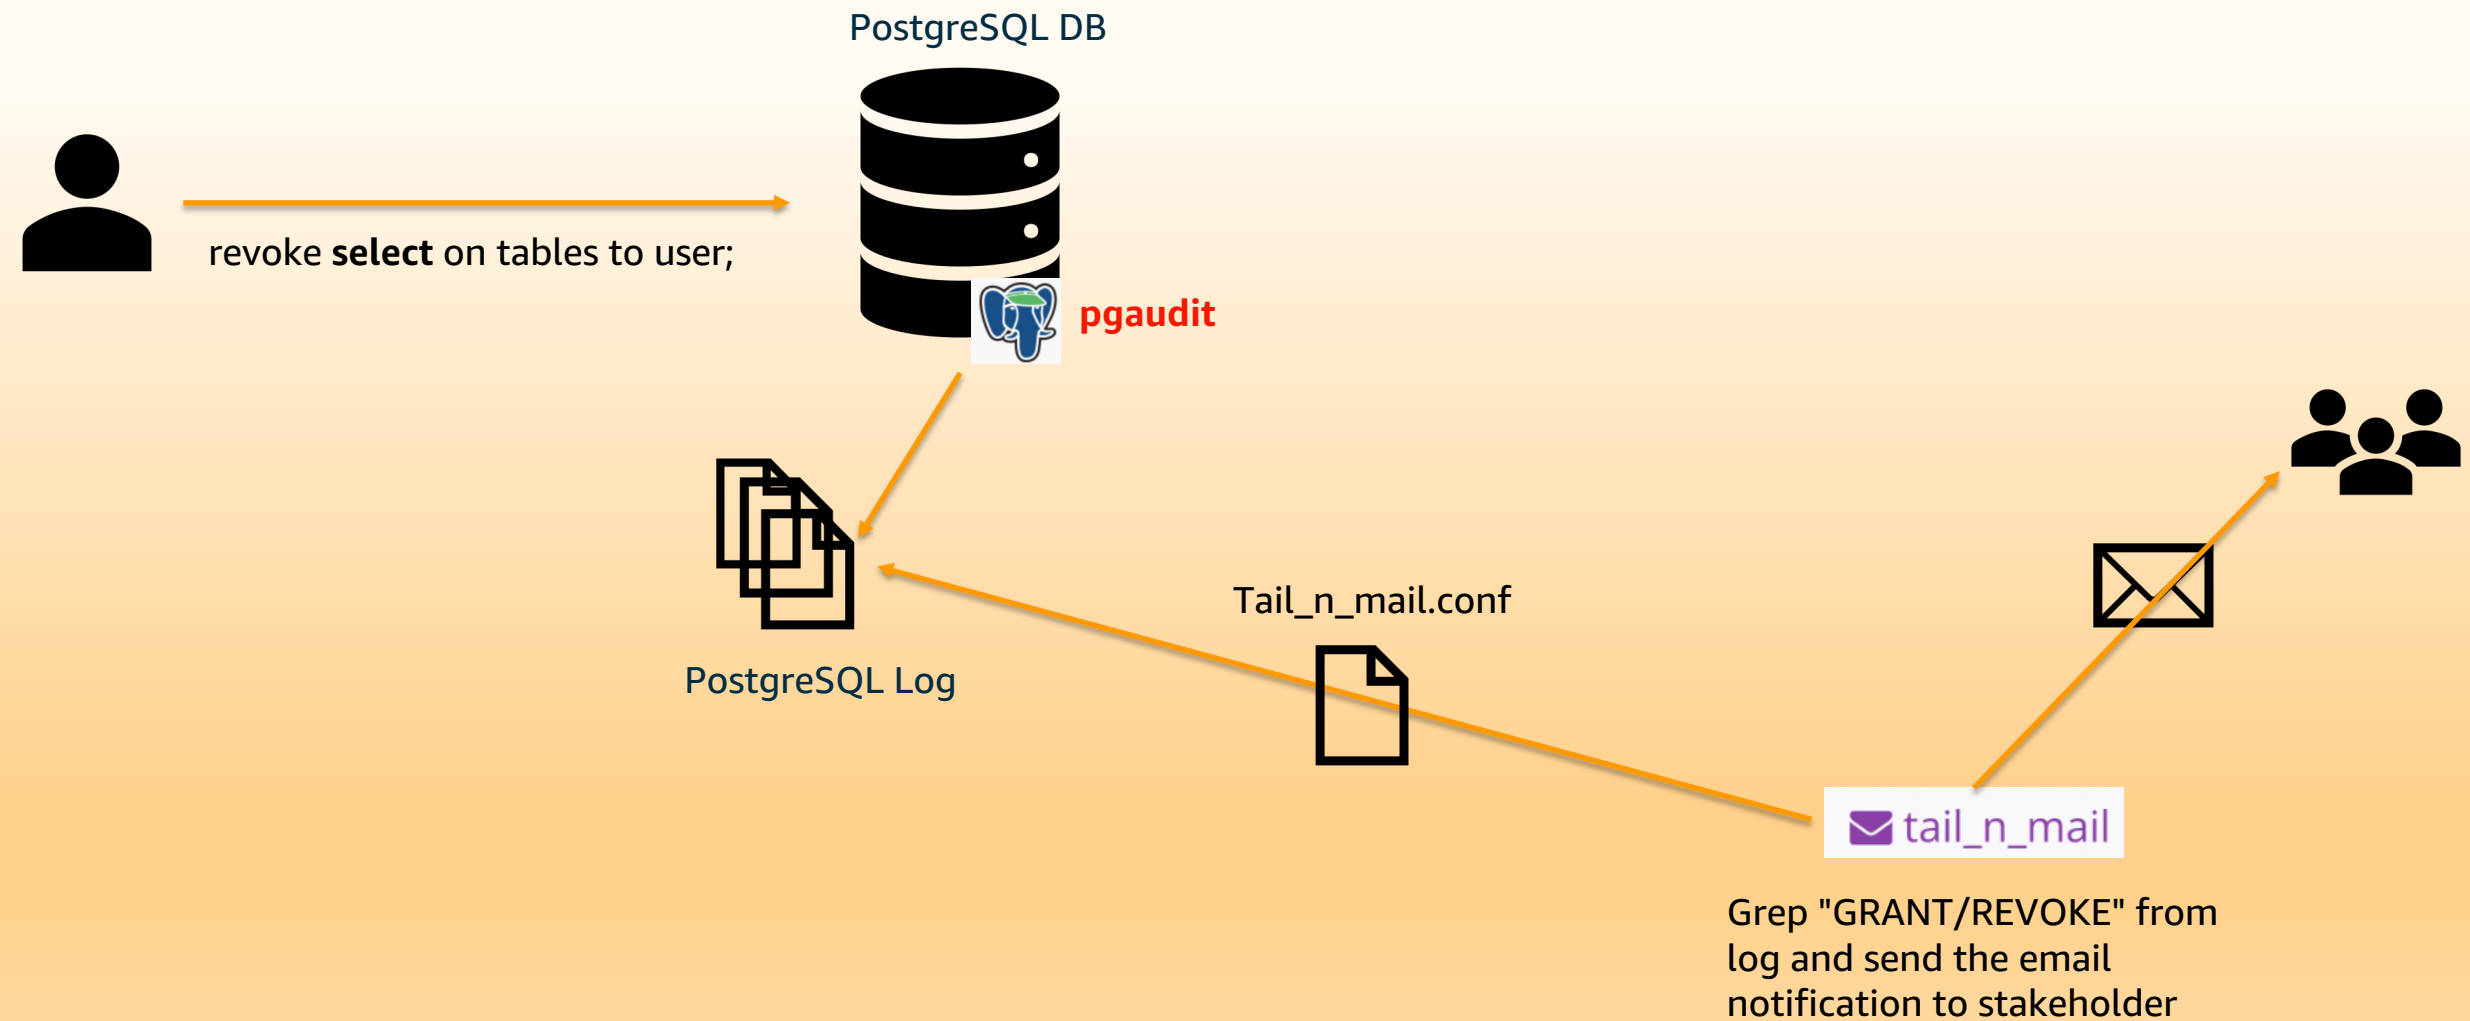 PostgreSQL DB
revoke select on tables to user;
pgaudit
Tail_n_mail.conf
PostgreSQL Log
tail_n_mail
Grep "GRANT/REVOKE" from
log and send the email
notification to stakeholder